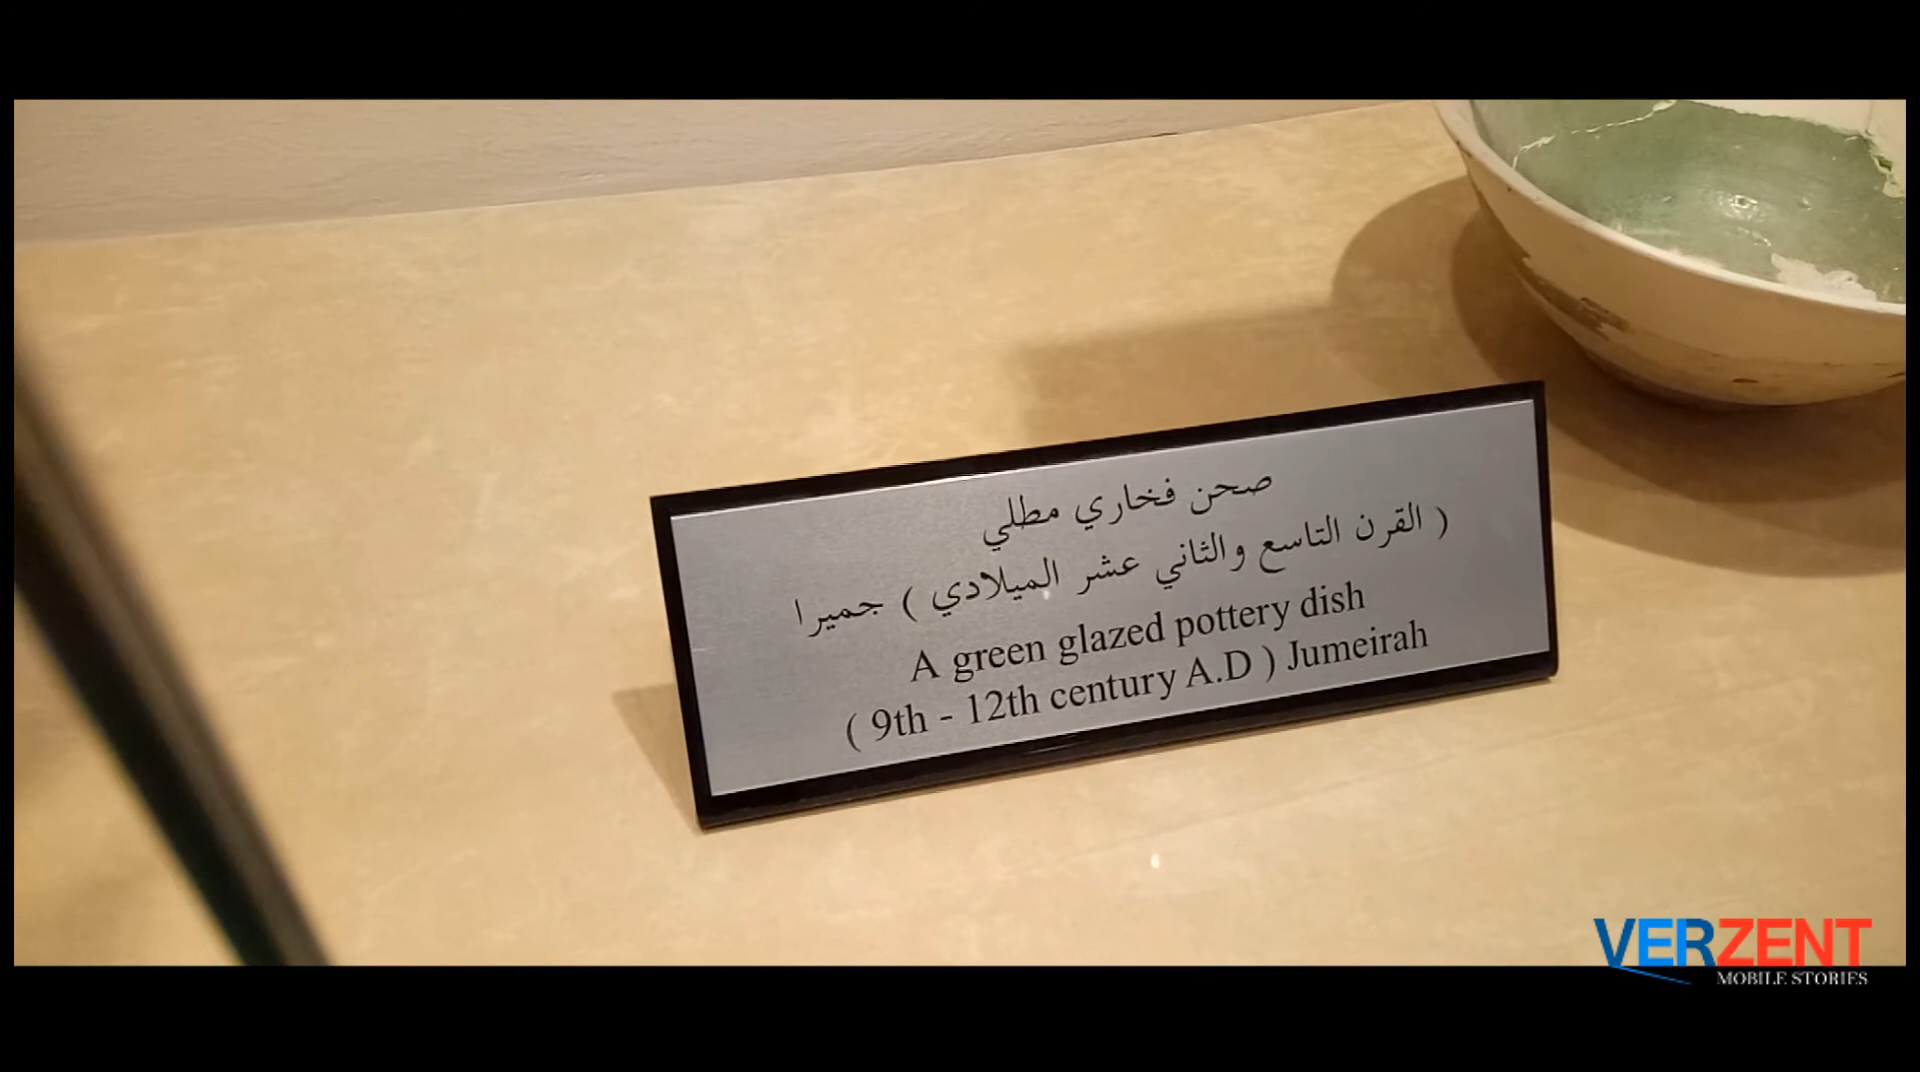 صحن فخاري مطلي
( القرن التاسع والثاني عشر الميلادي ) جميرا
A green glazed pottery dish
( 9th - 12th century A.D ) Jumeirah
VERZENT
MOBILE STORIES